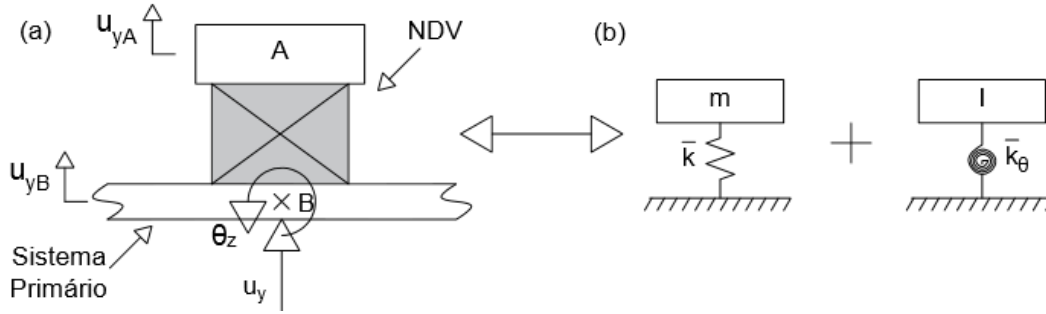 (a)
u_yA
A
NDV
u_yB
B
θ_z
Sistema
Primário
u_y
(b)
m
k̄
+
I
k̄_θ